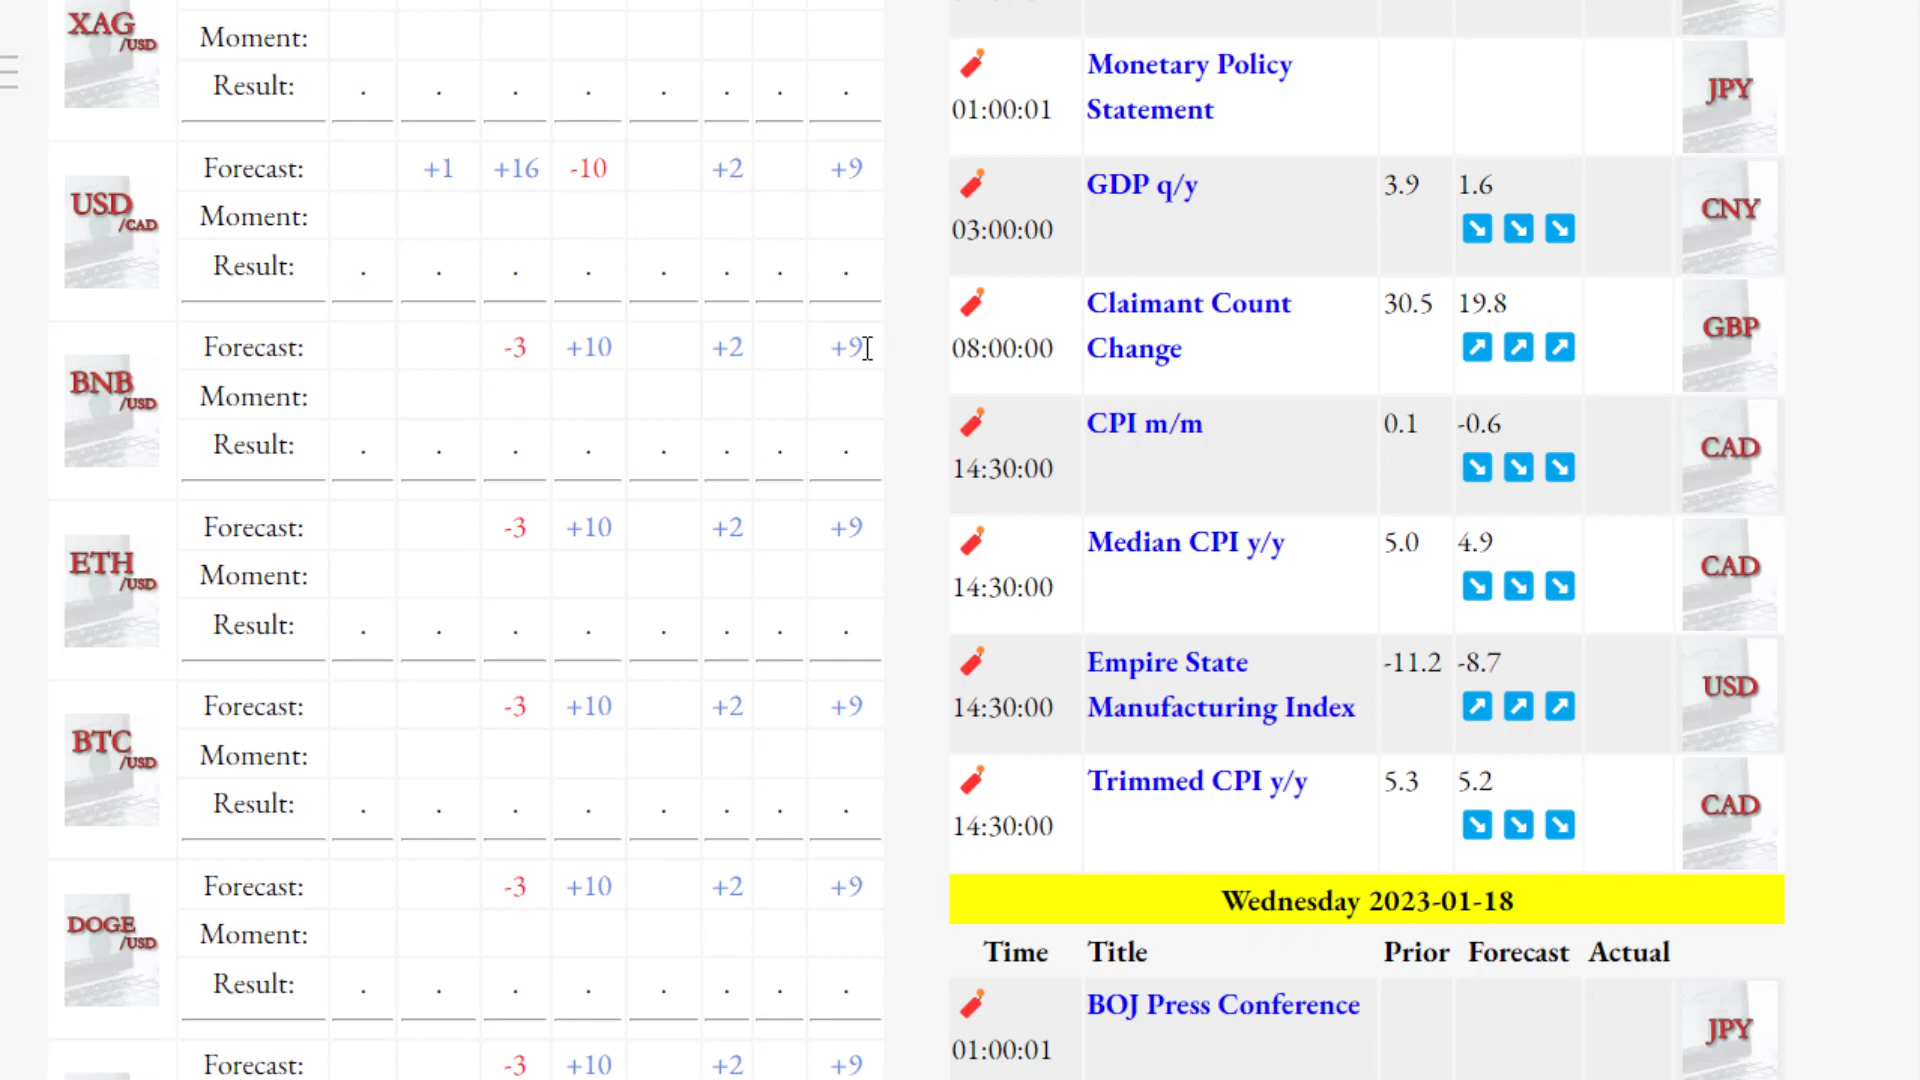 XAG
/USD
Moment:
Result: . . . . . . . .
USD
/CAD
Forecast: +1 +16 -10 +2 +9
Moment:
Result: . . . . . . . .
BNB
/USD
Forecast: -3 +10 +2 +9
Moment:
Result: . . . . . . . .
ETH
/USD
Forecast: -3 +10 +2 +9
Moment:
Result: . . . . . . . .
BTC
/USD
Forecast: -3 +10 +2 +9
Moment:
Result: . . . . . . . .
DOGE
/USD
Forecast: -3 +10 +2 +9
Moment:
Result: . . . . . . . .
Forecast: -3 +10 +2 +9
Monetary Policy
01:00:01 Statement
JPY
GDP q/y 3.9 1.6
03:00:00
CNY
Claimant Count 30.5 19.8
08:00:00 Change
GBP
CPI m/m 0.1 -0.6
14:30:00
CAD
Median CPI y/y 5.0 4.9
14:30:00
CAD
Empire State -11.2 -8.7
14:30:00 Manufacturing Index
USD
Trimmed CPI y/y 5.3 5.2
14:30:00
CAD
Wednesday 2023-01-18
Time Title Prior Forecast Actual
BOJ Press Conference
01:00:01
JPY